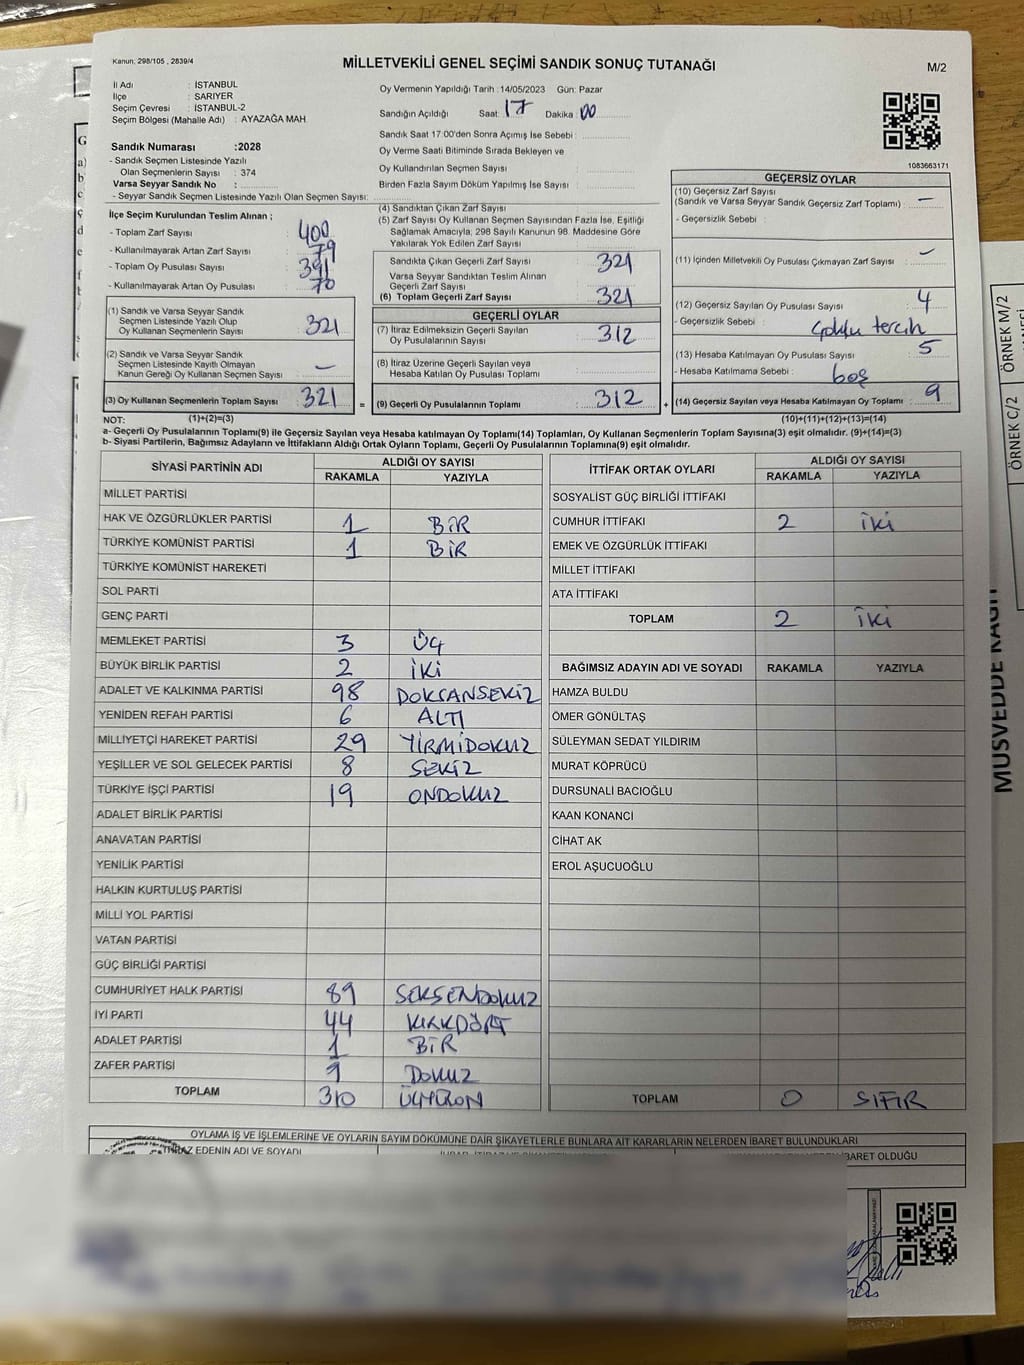 Kanun, 298/105 , 2839/4
MİLLETVEKİLİ GENEL SEÇİMİ SANDIK SONUÇ TUTANAĞI
M/2
İl Adı : İSTANBUL
İlçe : SARIYER
Seçim Çevresi : İSTANBUL-2
Seçim Bölgesi (Mahalle Adı) : AYAZAĞA MAH.
Sandık Numarası :2028
- Sandık Seçmen Listesinde Yazılı
Olan Seçmenlerin Sayısı : 374
Varsa Seyyar Sandık No :
- Seyyar Sandık Seçmen Listesinde Yazılı Olan Seçmen Sayısı:
Oy Vermenin Yapıldığı Tarih : 14/05/2023 Gün: Pazar
Sandığın Açıldığı Saat: 17 Dakika : 00
Sandık Saat 17:00'den Sonra Açılmış İse Sebebi :
Oy Verme Saati Bitiminde Sırada Bekleyen ve
Oy Kullandırılan Seçmen Sayısı :
Birden Fazla Sayım Döküm Yapılmış İse Sayısı :
1083663171
İlçe Seçim Kurulundan Teslim Alınan ;
- Toplam Zarf Sayısı : 400
- Kullanılmayarak Artan Zarf Sayısı : 79
- Toplam Oy Pusulası Sayısı : 391
- Kullanılmayarak Artan Oy Pusulası : 70
(4) Sandıktan Çıkan Zarf Sayısı :
(5) Zarf Sayısı Oy Kullanan Seçmen Sayısından Fazla İse, Eşitliği
Sağlamak Amacıyla, 298 Sayılı Kanunun 98. Maddesine Göre
Yakılarak Yok Edilen Zarf Sayısı :
Sandıkta Çıkan Geçerli Zarf Sayısı : 321
Varsa Seyyar Sandıktan Teslim Alınan
Geçerli Zarf Sayısı :
(6) Toplam Geçerli Zarf Sayısı : 321
GEÇERSİZ OYLAR
(10) Geçersiz Zarf Sayısı
(Sandık ve Varsa Seyyar Sandık Geçersiz Zarf Toplamı) : —
- Geçersizlik Sebebi :
(11) İçinden Milletvekili Oy Pusulası Çıkmayan Zarf Sayısı : —
(12) Geçersiz Sayılan Oy Pusulası Sayısı : 4
- Geçersizlik Sebebi : çoklu tercih
(13) Hesaba Katılmayan Oy Pusulası Sayısı : 5
- Hesaba Katılmama Sebebi : boş
(14) Geçersiz Sayılan veya Hesaba Katılmayan Oy Toplamı : 9
(1) Sandık ve Varsa Seyyar Sandık
Seçmen Listesinde Yazılı Olup
Oy Kullanan Seçmenlerin Sayısı : 321
(2) Sandık ve Varsa Seyyar Sandık
Seçmen Listesinde Kayıtlı Olmayan
Kanun Gereği Oy Kullanan Seçmen Sayısı : —
(3) Oy Kullanan Seçmenlerin Toplam Sayısı : 321
=
GEÇERLİ OYLAR
(7) İtiraz Edilmeksizin Geçerli Sayılan
Oy Pusulalarının Sayısı : 312
(8) İtiraz Üzerine Geçerli Sayılan veya
Hesaba Katılan Oy Pusulası Toplamı :
(9) Geçerli Oy Pusulalarının Toplamı : 312
+
NOT: (1)+(2)=(3) (10)+(11)+(12)+(13)=(14)
a- Geçerli Oy Pusulalarının Toplamı(9) ile Geçersiz Sayılan veya Hesaba katılmayan Oy Toplamı(14) Toplamları, Oy Kullanan Seçmenlerin Toplam Sayısına(3) eşit olmalıdır. (9)+(14)=(3)
b- Siyasi Partilerin, Bağımsız Adayların ve İttifakların Aldığı Oyların Toplamı, Geçerli Oy Pusulalarının Toplamına(9) eşit olmalıdır.
SİYASİ PARTİNİN ADI ALDIĞI OY SAYISI
RAKAMLA YAZIYLA
MİLLET PARTİSİ
HAK VE ÖZGÜRLÜKLER PARTİSİ 1 BİR
TÜRKİYE KOMÜNİST PARTİSİ 1 BİR
TÜRKİYE KOMÜNİST HAREKETİ
SOL PARTİ
GENÇ PARTİ
MEMLEKET PARTİSİ 3 ÜÇ
BÜYÜK BİRLİK PARTİSİ 2 İKİ
ADALET VE KALKINMA PARTİSİ 98 DOKSANSEKİZ
YENİDEN REFAH PARTİSİ 6 ALTI
MİLLİYETÇİ HAREKET PARTİSİ 29 YİRMİDOKUZ
YEŞİLLER VE SOL GELECEK PARTİSİ 8 SEKİZ
TÜRKİYE İŞÇİ PARTİSİ 19 ONDOKUZ
ADALET BİRLİK PARTİSİ
ANAVATAN PARTİSİ
YENİLİK PARTİSİ
HALKIN KURTULUŞ PARTİSİ
MİLLİ YOL PARTİSİ
VATAN PARTİSİ
GÜÇ BİRLİĞİ PARTİSİ
CUMHURİYET HALK PARTİSİ 89 SEKSENDOKUZ
İYİ PARTİ 44 KIRKDÖRT
ADALET PARTİSİ 1 BİR
ZAFER PARTİSİ 9 DOKUZ
TOPLAM 310 ÜÇYÜZON
İTTİFAK ORTAK OYLARI ALDIĞI OY SAYISI
RAKAMLA YAZIYLA
SOSYALİST GÜÇ BİRLİĞİ İTTİFAKI
CUMHUR İTTİFAKI 2 İKİ
EMEK VE ÖZGÜRLÜK İTTİFAKI
MİLLET İTTİFAKI
ATA İTTİFAKI
TOPLAM 2 İKİ
BAĞIMSIZ ADAYIN ADI VE SOYADI RAKAMLA YAZIYLA
HAMZA BULDU
ÖMER GÖNÜLTAŞ
SÜLEYMAN SEDAT YILDIRIM
MURAT KÖPRÜCÜ
DURSUNALİ BACIOĞLU
KAAN KONANCİ
CİHAT AK
EROL AŞUCUOĞLU
TOPLAM 0 SIFIR
OYLAMA İŞ VE İŞLEMLERİNE VE OYLARIN SAYIM DÖKÜMÜNE DAİR ŞİKAYETLERLE BUNLARA AİT KARARLARIN NELERDEN İBARET BULUNDUKLARI
EDENİN ADI VE SOYADI
İBARET OLDUĞU
ÖRNEK M/2
ÖRNEK C/2
MÜSVEDDE